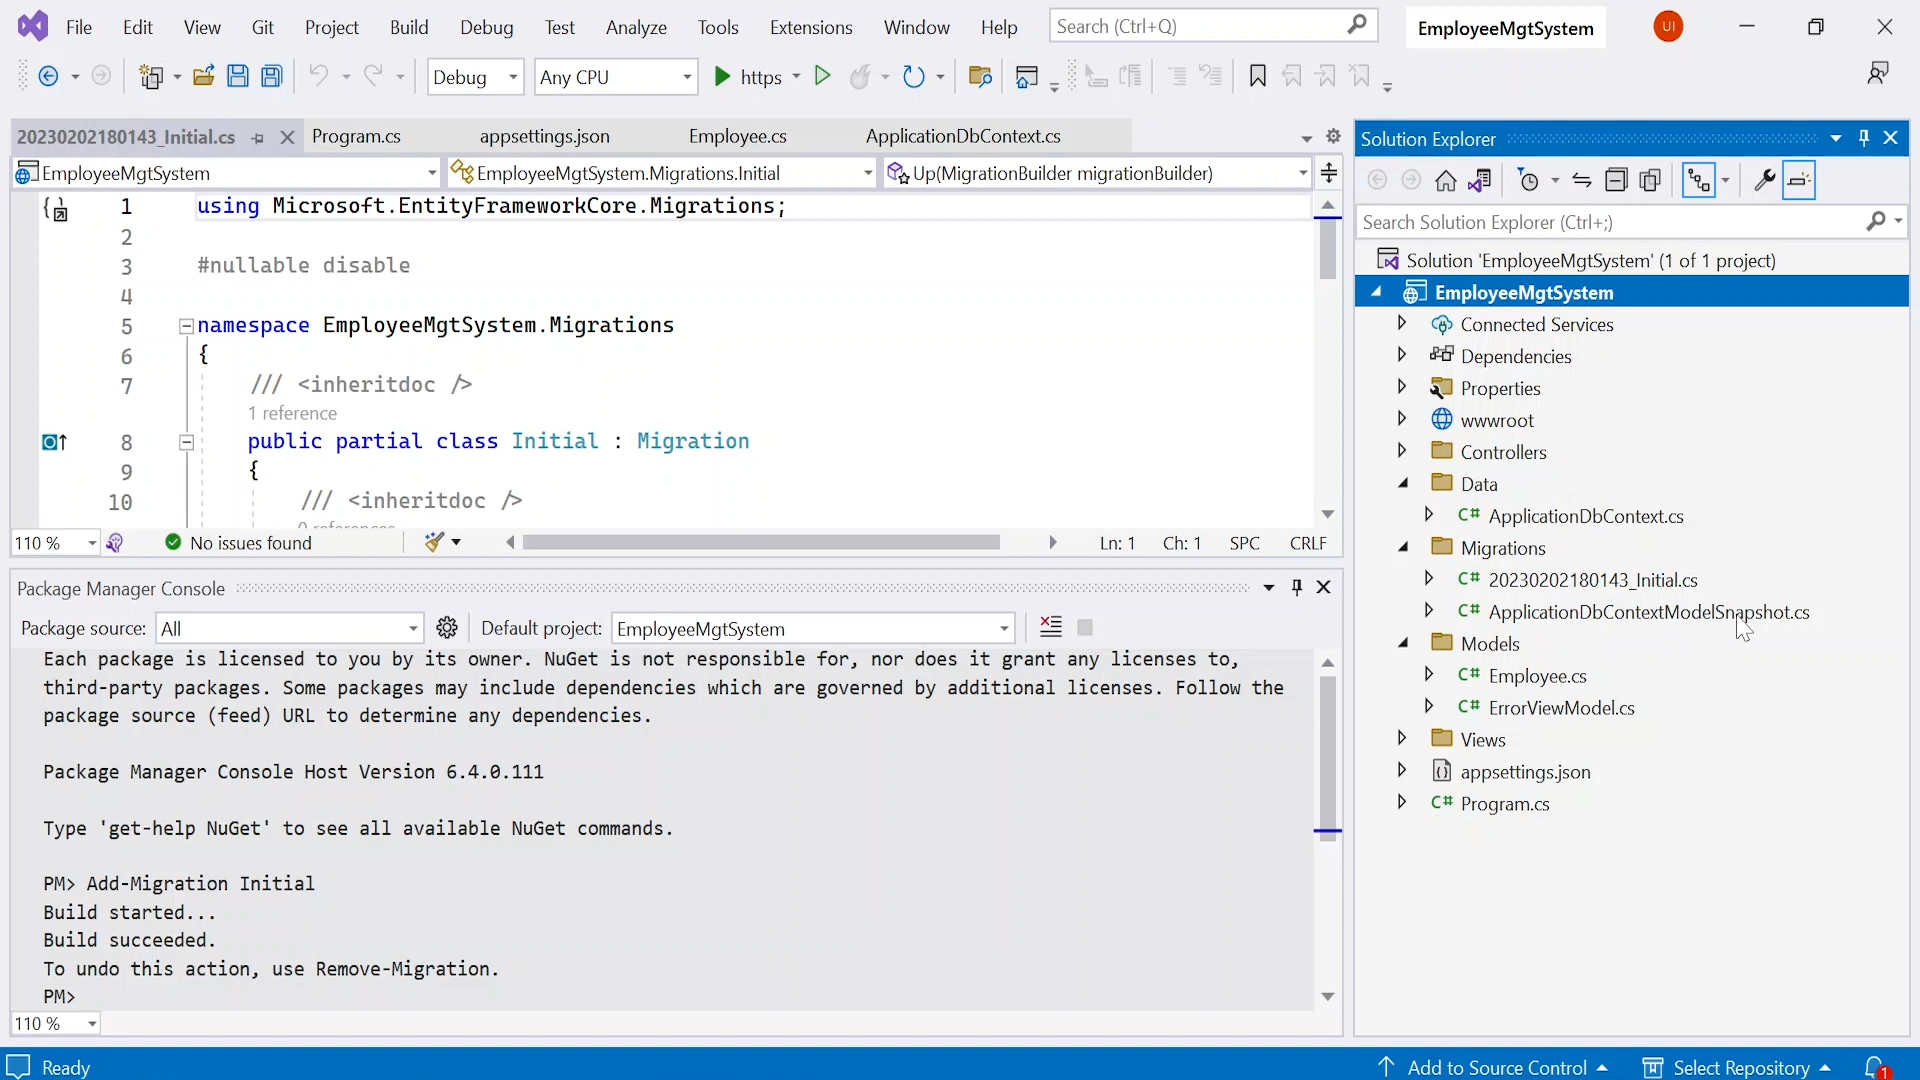 File Edit View Git Project Build Debug Test Analyze Tools Extensions Window Help Search (Ctrl+Q) EmployeeMgtSystem UI
Debug Any CPU https
20230202180143_Initial.cs Program.cs appsettings.json Employee.cs ApplicationDbContext.cs
EmployeeMgtSystem EmployeeMgtSystem.Migrations.Initial Up(MigrationBuilder migrationBuilder)
1 using Microsoft.EntityFrameworkCore.Migrations;
2
3 #nullable disable
4
5 namespace EmployeeMgtSystem.Migrations
6 {
7 /// <inheritdoc />
1 reference
8 public partial class Initial : Migration
9 {
10 /// <inheritdoc />
0 references
110 % No issues found Ln: 1 Ch: 1 SPC CRLF
Package Manager Console
Package source: All Default project: EmployeeMgtSystem
Each package is licensed to you by its owner. NuGet is not responsible for, nor does it grant any licenses to,
third-party packages. Some packages may include dependencies which are governed by additional licenses. Follow the
package source (feed) URL to determine any dependencies.
Package Manager Console Host Version 6.4.0.111
Type 'get-help NuGet' to see all available NuGet commands.
PM> Add-Migration Initial
Build started...
Build succeeded.
To undo this action, use Remove-Migration.
PM>
110 %
Solution Explorer
Search Solution Explorer (Ctrl+;)
Solution 'EmployeeMgtSystem' (1 of 1 project)
EmployeeMgtSystem
Connected Services
Dependencies
Properties
wwwroot
Controllers
Data
C# ApplicationDbContext.cs
Migrations
C# 20230202180143_Initial.cs
C# ApplicationDbContextModelSnapshot.cs
Models
C# Employee.cs
C# ErrorViewModel.cs
Views
appsettings.json
C# Program.cs
Ready Add to Source Control Select Repository 1